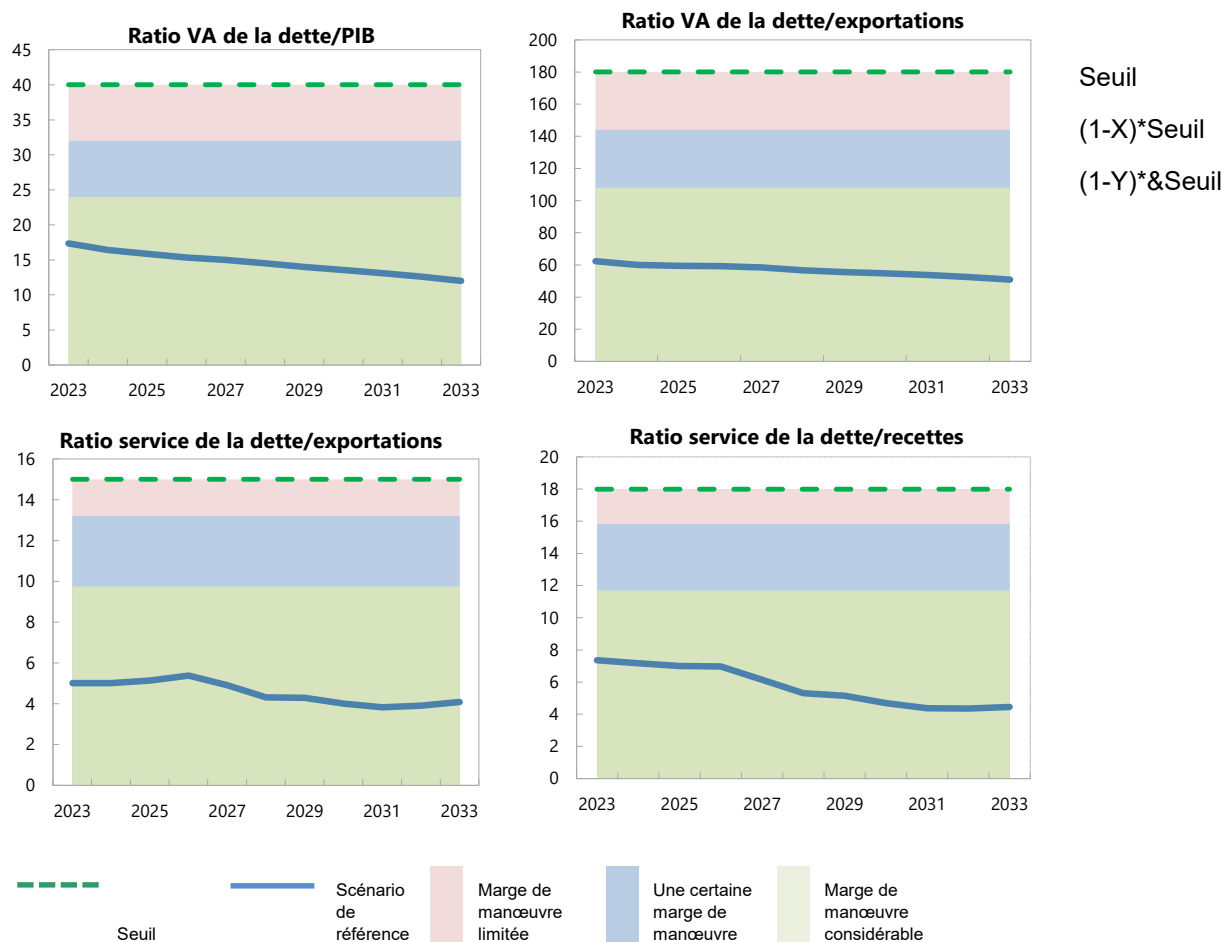 Ratio VA de la dette/PIB
45
40
35
30
25
20
15
10
5
0
2023 2025 2027 2029 2031 2033
Ratio VA de la dette/exportations
200
180
160
140
120
100
80
60
40
20
0
2023 2025 2027 2029 2031 2033
Seuil
(1-X)*Seuil
(1-Y)*&Seuil
Ratio service de la dette/exportations
16
14
12
10
8
6
4
2
0
2023 2025 2027 2029 2031 2033
Ratio service de la dette/recettes
20
18
16
14
12
10
8
6
4
2
0
2023 2025 2027 2029 2031 2033
Seuil
Scénario
de
référence
Marge de
manœuvre
limitée
Une certaine
marge de
manœuvre
Marge de
manœuvre
considérable